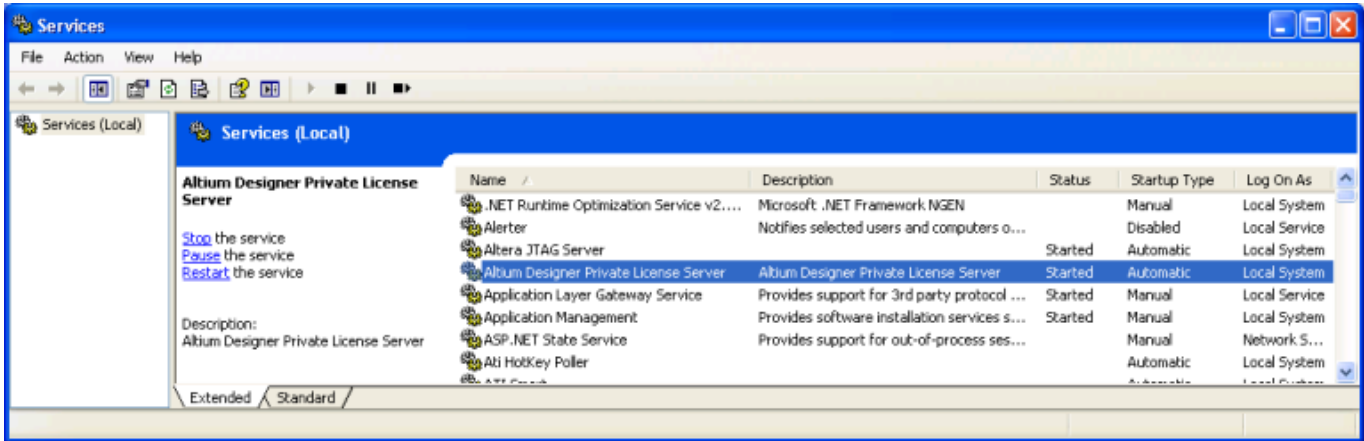 Services
File Action View Help
Services (Local)
Services (Local)
Altium Designer Private License
Server
Stop the service
Pause the service
Restart the service
Description:
Altium Designer Private License Server
Name Description Status Startup Type Log On As
.NET Runtime Optimization Service v2.... Microsoft .NET Framework NGEN Manual Local System
Alerter Notifies selected users and computers o... Disabled Local Service
Altera JTAG Server Started Automatic Local System
Altium Designer Private License Server Altium Designer Private License Server Started Automatic Local System
Application Layer Gateway Service Provides support for 3rd party protocol ... Started Manual Local Service
Application Management Provides software installation services s... Started Manual Local System
ASP.NET State Service Provides support for out-of-process ses... Manual Network S...
Ati HotKey Poller Automatic Local System
Extended Standard